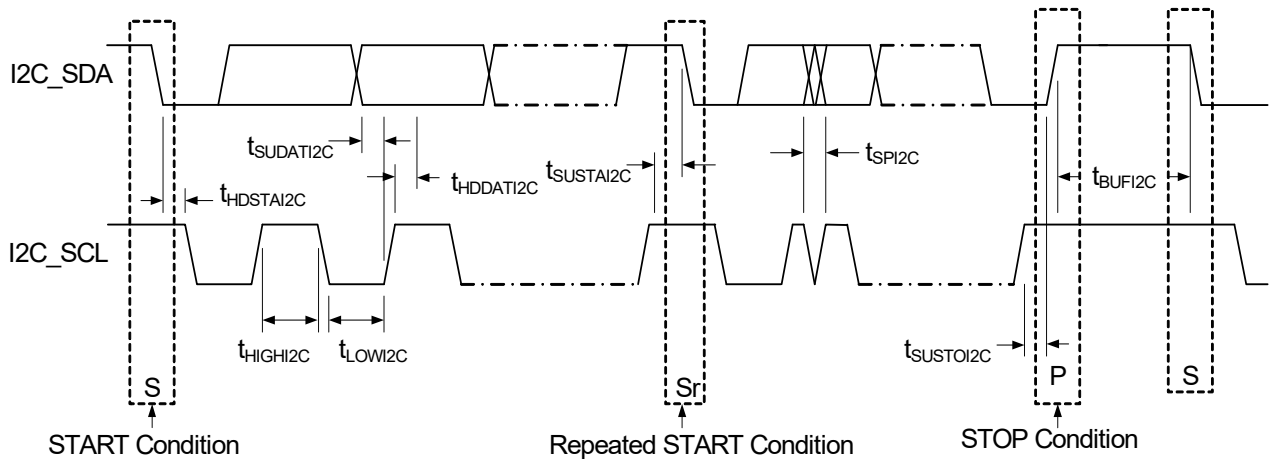 I2C_SDA
tSUDATI2C
tHDDATI2C
tSUSTAI2C
tSPI2C
tBUFI2C
tHDSTAI2C
I2C_SCL
tHIGHI2C
tLOWI2C
tSUSTOI2C
S
Sr
P
S
START Condition
Repeated START Condition
STOP Condition